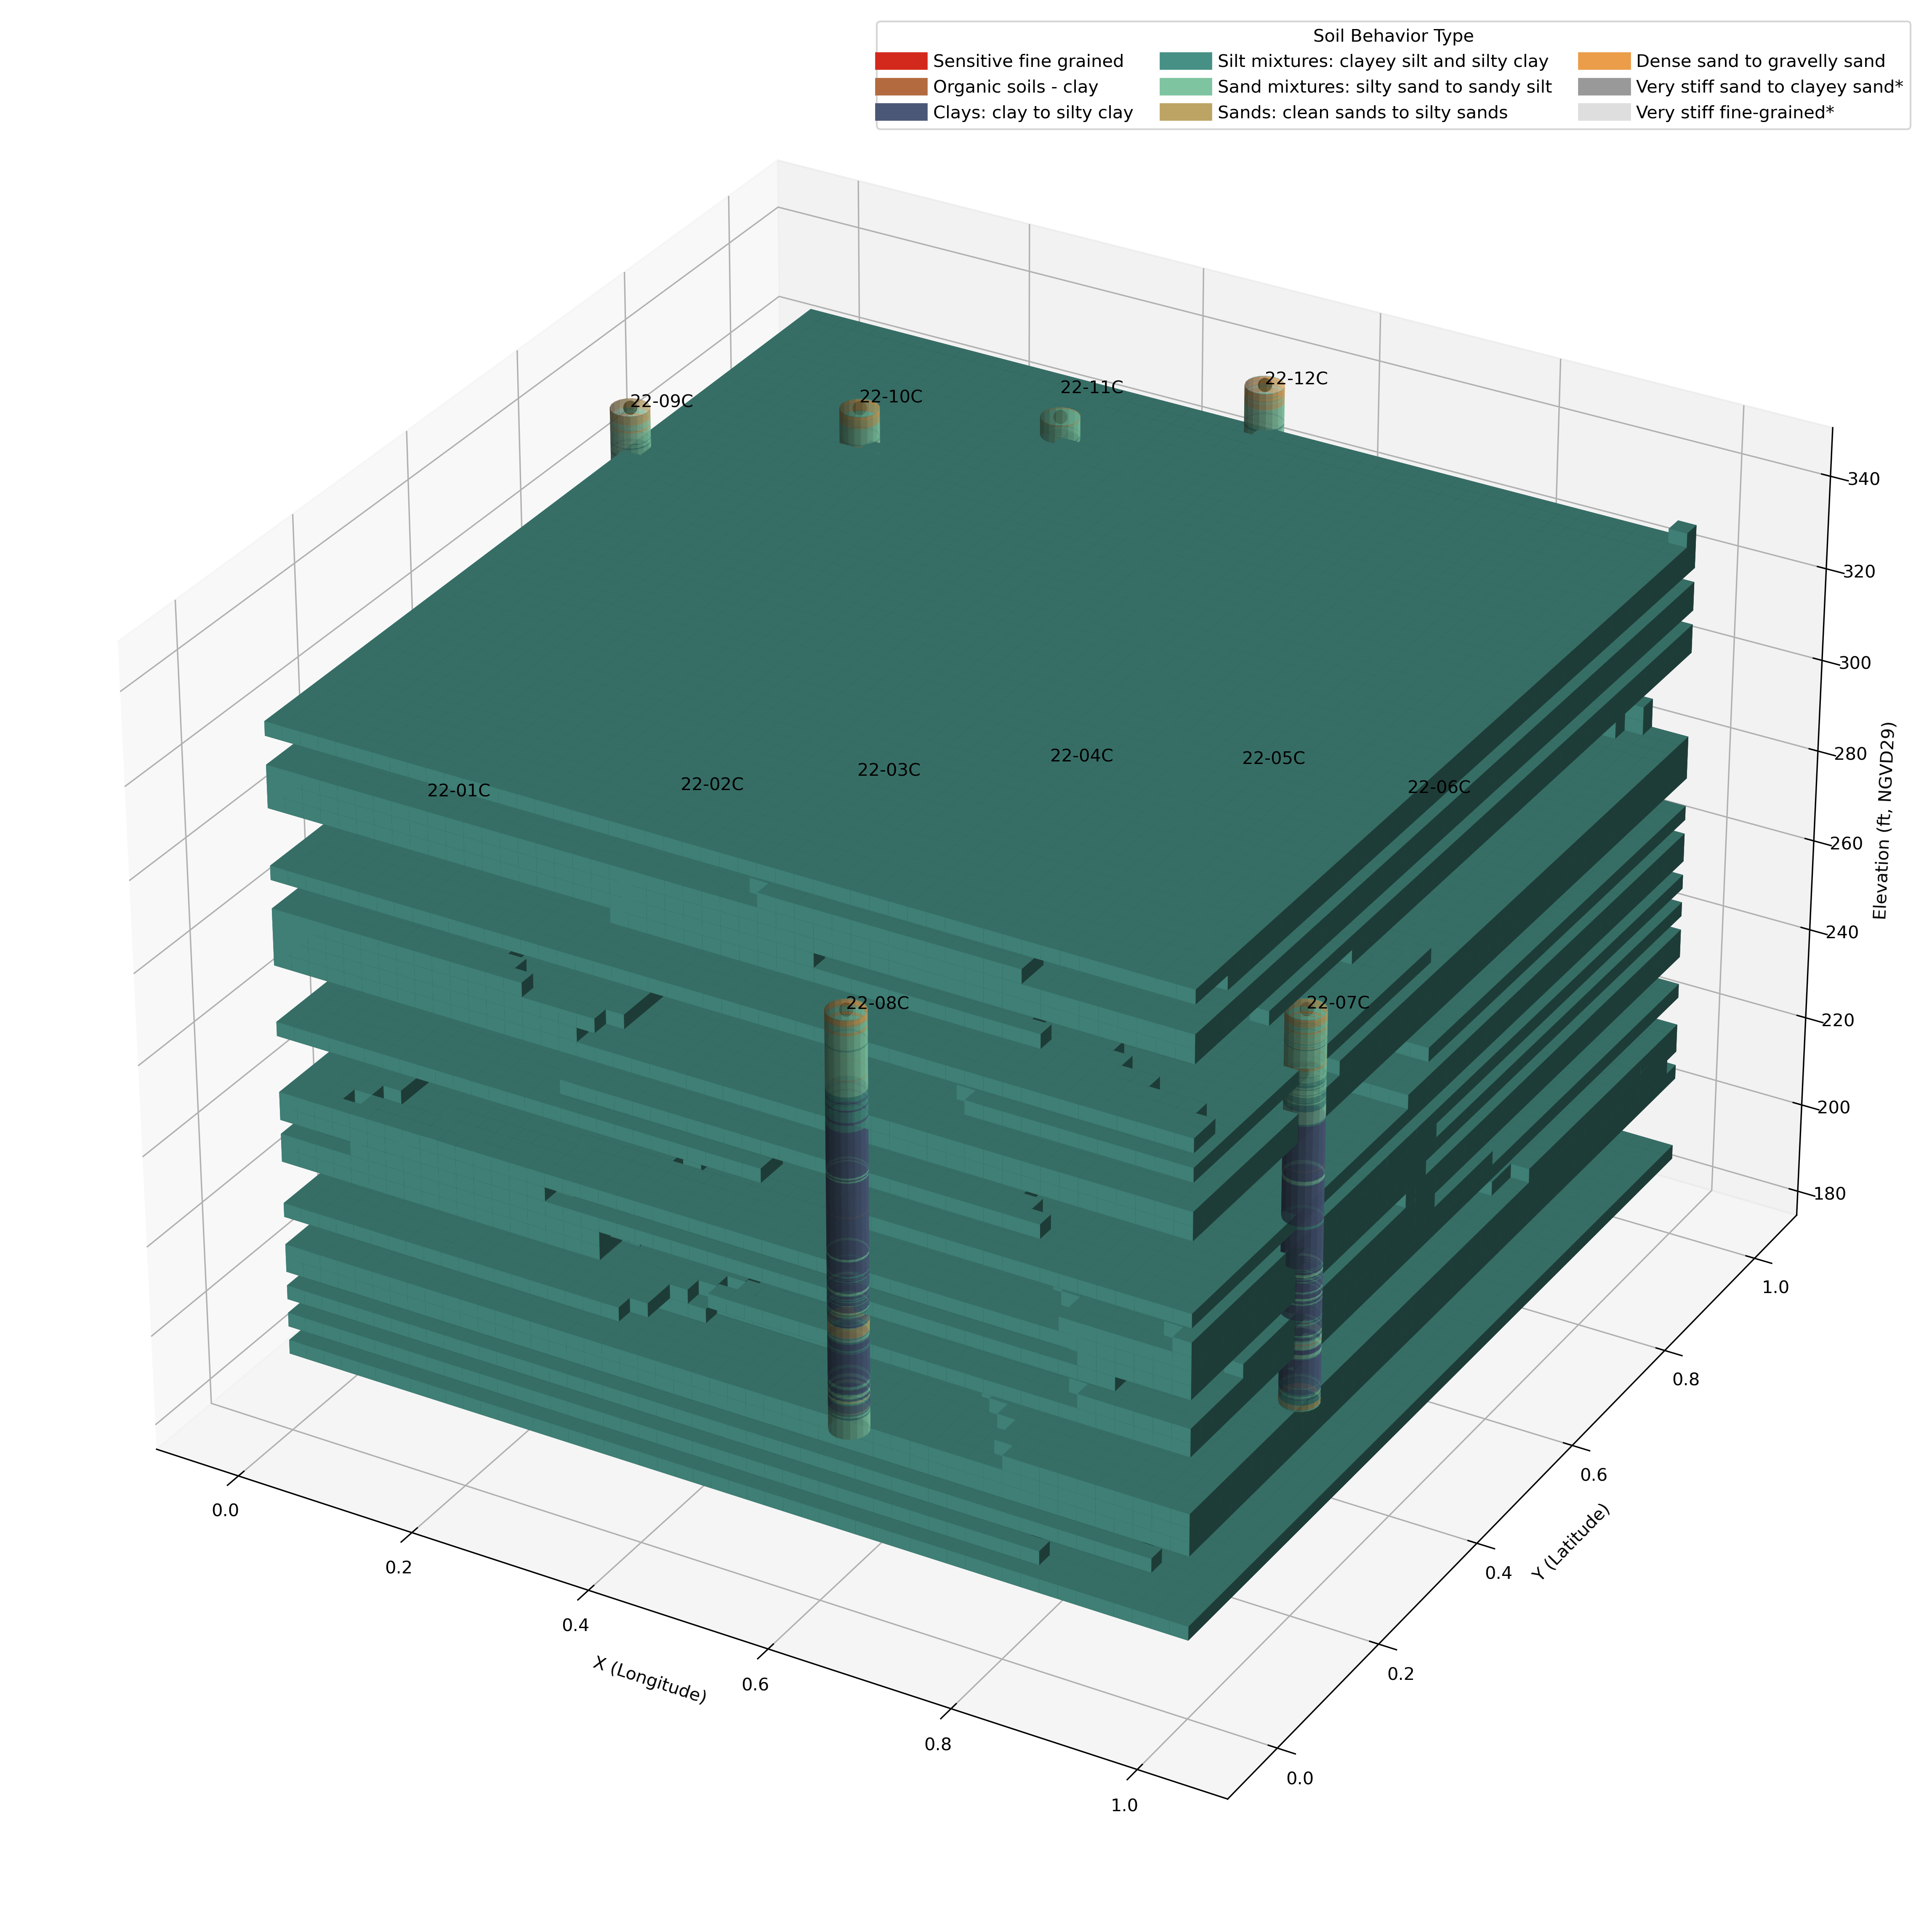 Soil Behavior Type
Sensitive fine grained
Organic soils - clay
Clays: clay to silty clay
Silt mixtures: clayey silt and silty clay
Sand mixtures: silty sand to sandy silt
Sands: clean sands to silty sands
Dense sand to gravelly sand
Very stiff sand to clayey sand*
Very stiff fine-grained*
22-09C
22-10C
22-11C
22-12C
22-01C
22-02C
22-03C
22-04C
22-05C
22-06C
22-08C
22-07C
340
320
300
280
260
240
220
200
180
Elevation (ft, NGVD29)
0.0
0.2
0.4
0.6
0.8
1.0
X (Longitude)
0.0
0.2
0.4
0.6
0.8
1.0
Y (Latitude)